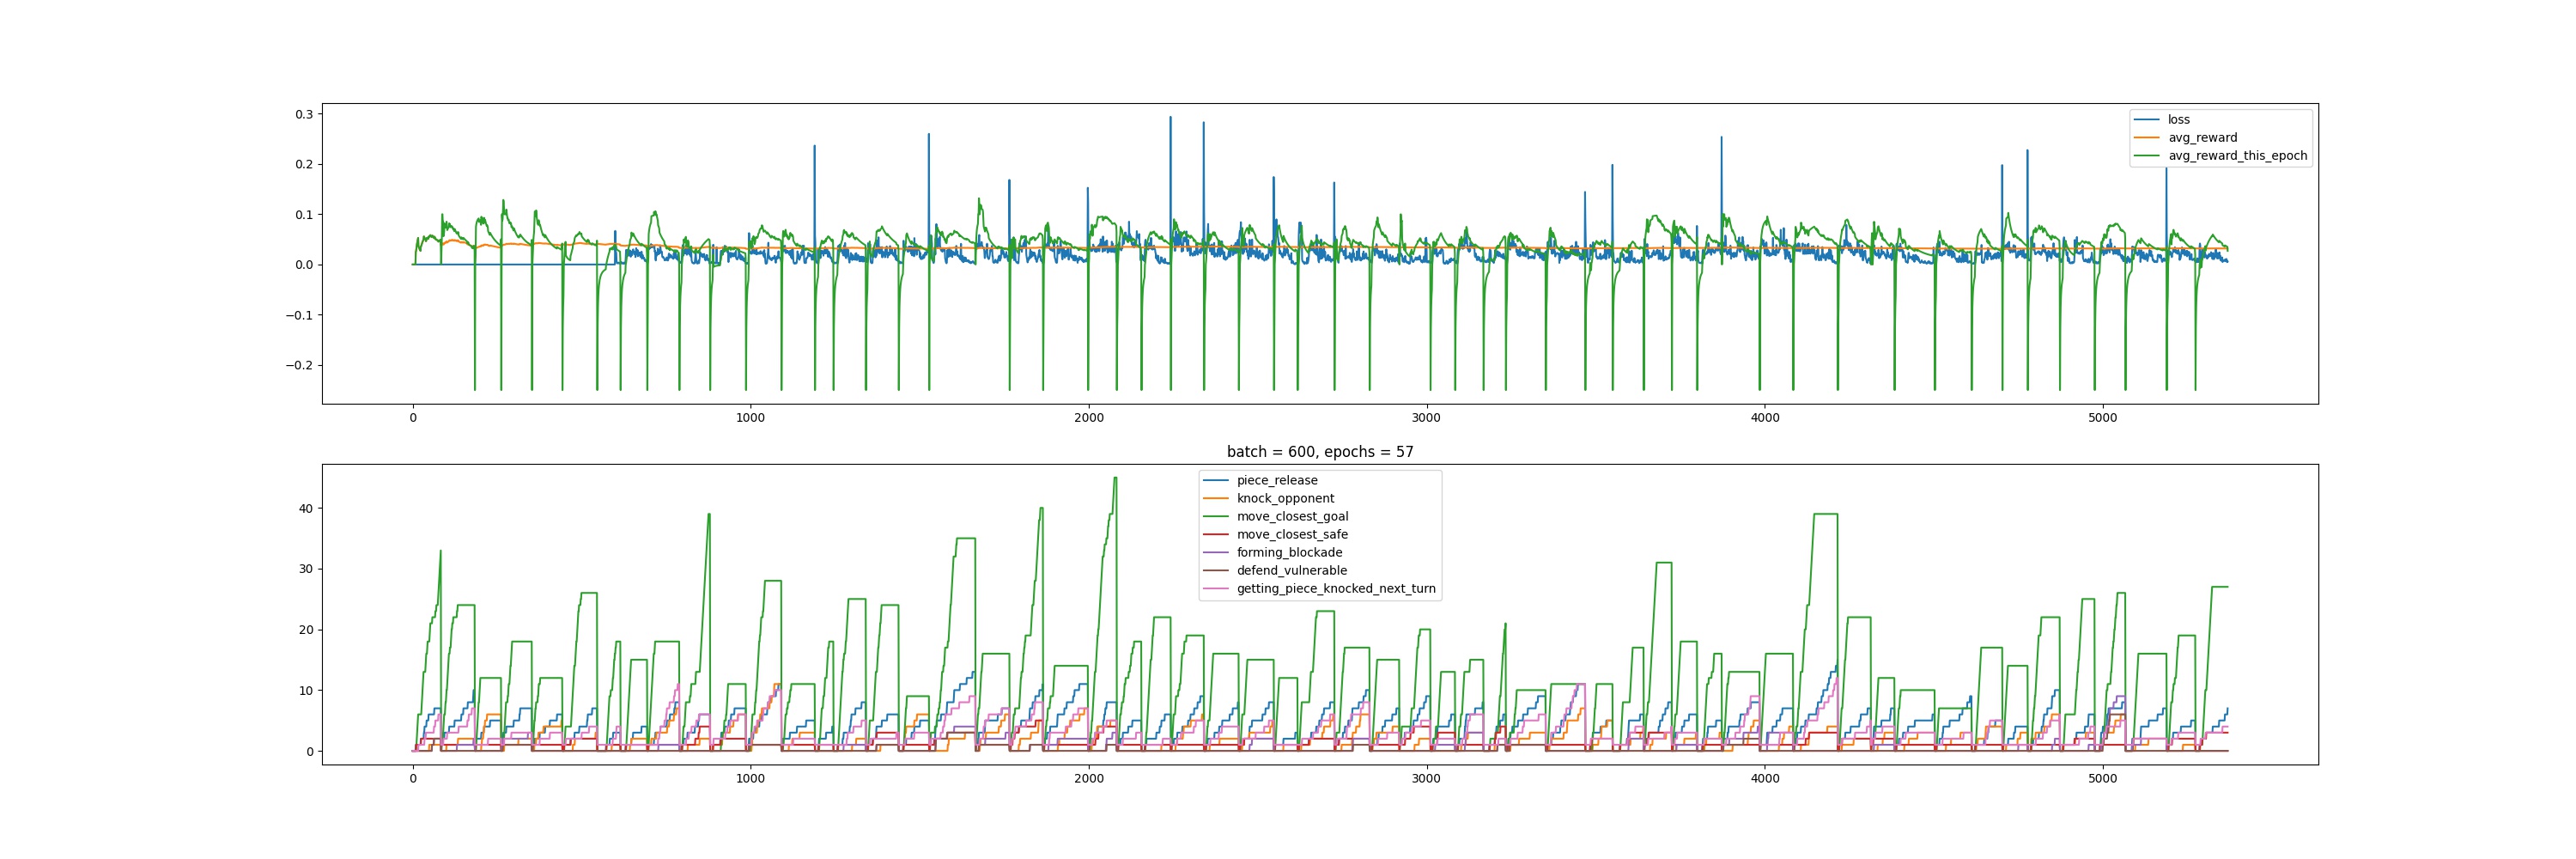 0.3
0.2
0.1
0.0
−0.1
−0.2
loss
avg_reward
avg_reward_this_epoch
0 1000 2000 3000 4000 5000
batch = 600, epochs = 57
40
30
20
10
0
piece_release
knock_opponent
move_closest_goal
move_closest_safe
forming_blockade
defend_vulnerable
getting_piece_knocked_next_turn
0 1000 2000 3000 4000 5000